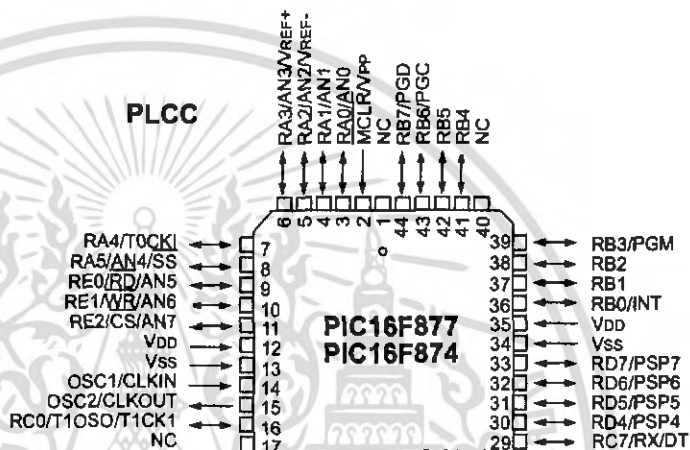 PLCC
RA3/AN3/VREF+
RA2/AN2/VREF-
RA1/AN1
RA0/AN0
MCLR/VPP
NC
RB7/PGD
RB6/PGC
RB5
RB4
NC
6 5 4 3 2 1 44 43 42 41 40
RA4/T0CKI 7
RA5/AN4/SS 8
RE0/RD/AN5 9
RE1/WR/AN6 10
RE2/CS/AN7 11
VDD 12
VSS 13
OSC1/CLKIN 14
OSC2/CLKOUT 15
RC0/T1OSO/T1CK1 16
NC 17
PIC16F877
PIC16F874
39 RB3/PGM
38 RB2
37 RB1
36 RB0/INT
35 VDD
34 VSS
33 RD7/PSP7
32 RD6/PSP6
31 RD5/PSP5
30 RD4/PSP4
29 RC7/RX/DT